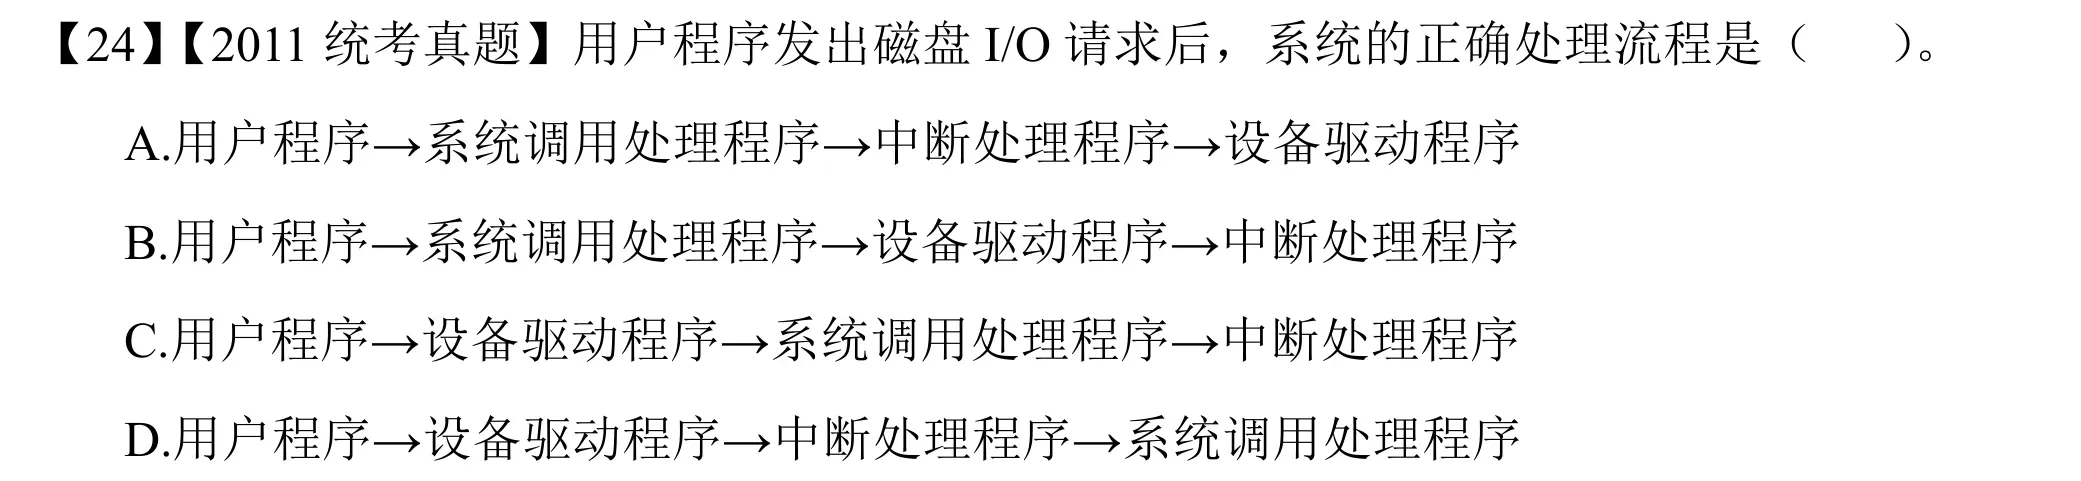 【24】【2011 统考真题】用户程序发出磁盘 I/O 请求后，系统的正确处理流程是（　　）。
A.用户程序→系统调用处理程序→中断处理程序→设备驱动程序
B.用户程序→系统调用处理程序→设备驱动程序→中断处理程序
C.用户程序→设备驱动程序→系统调用处理程序→中断处理程序
D.用户程序→设备驱动程序→中断处理程序→系统调用处理程序